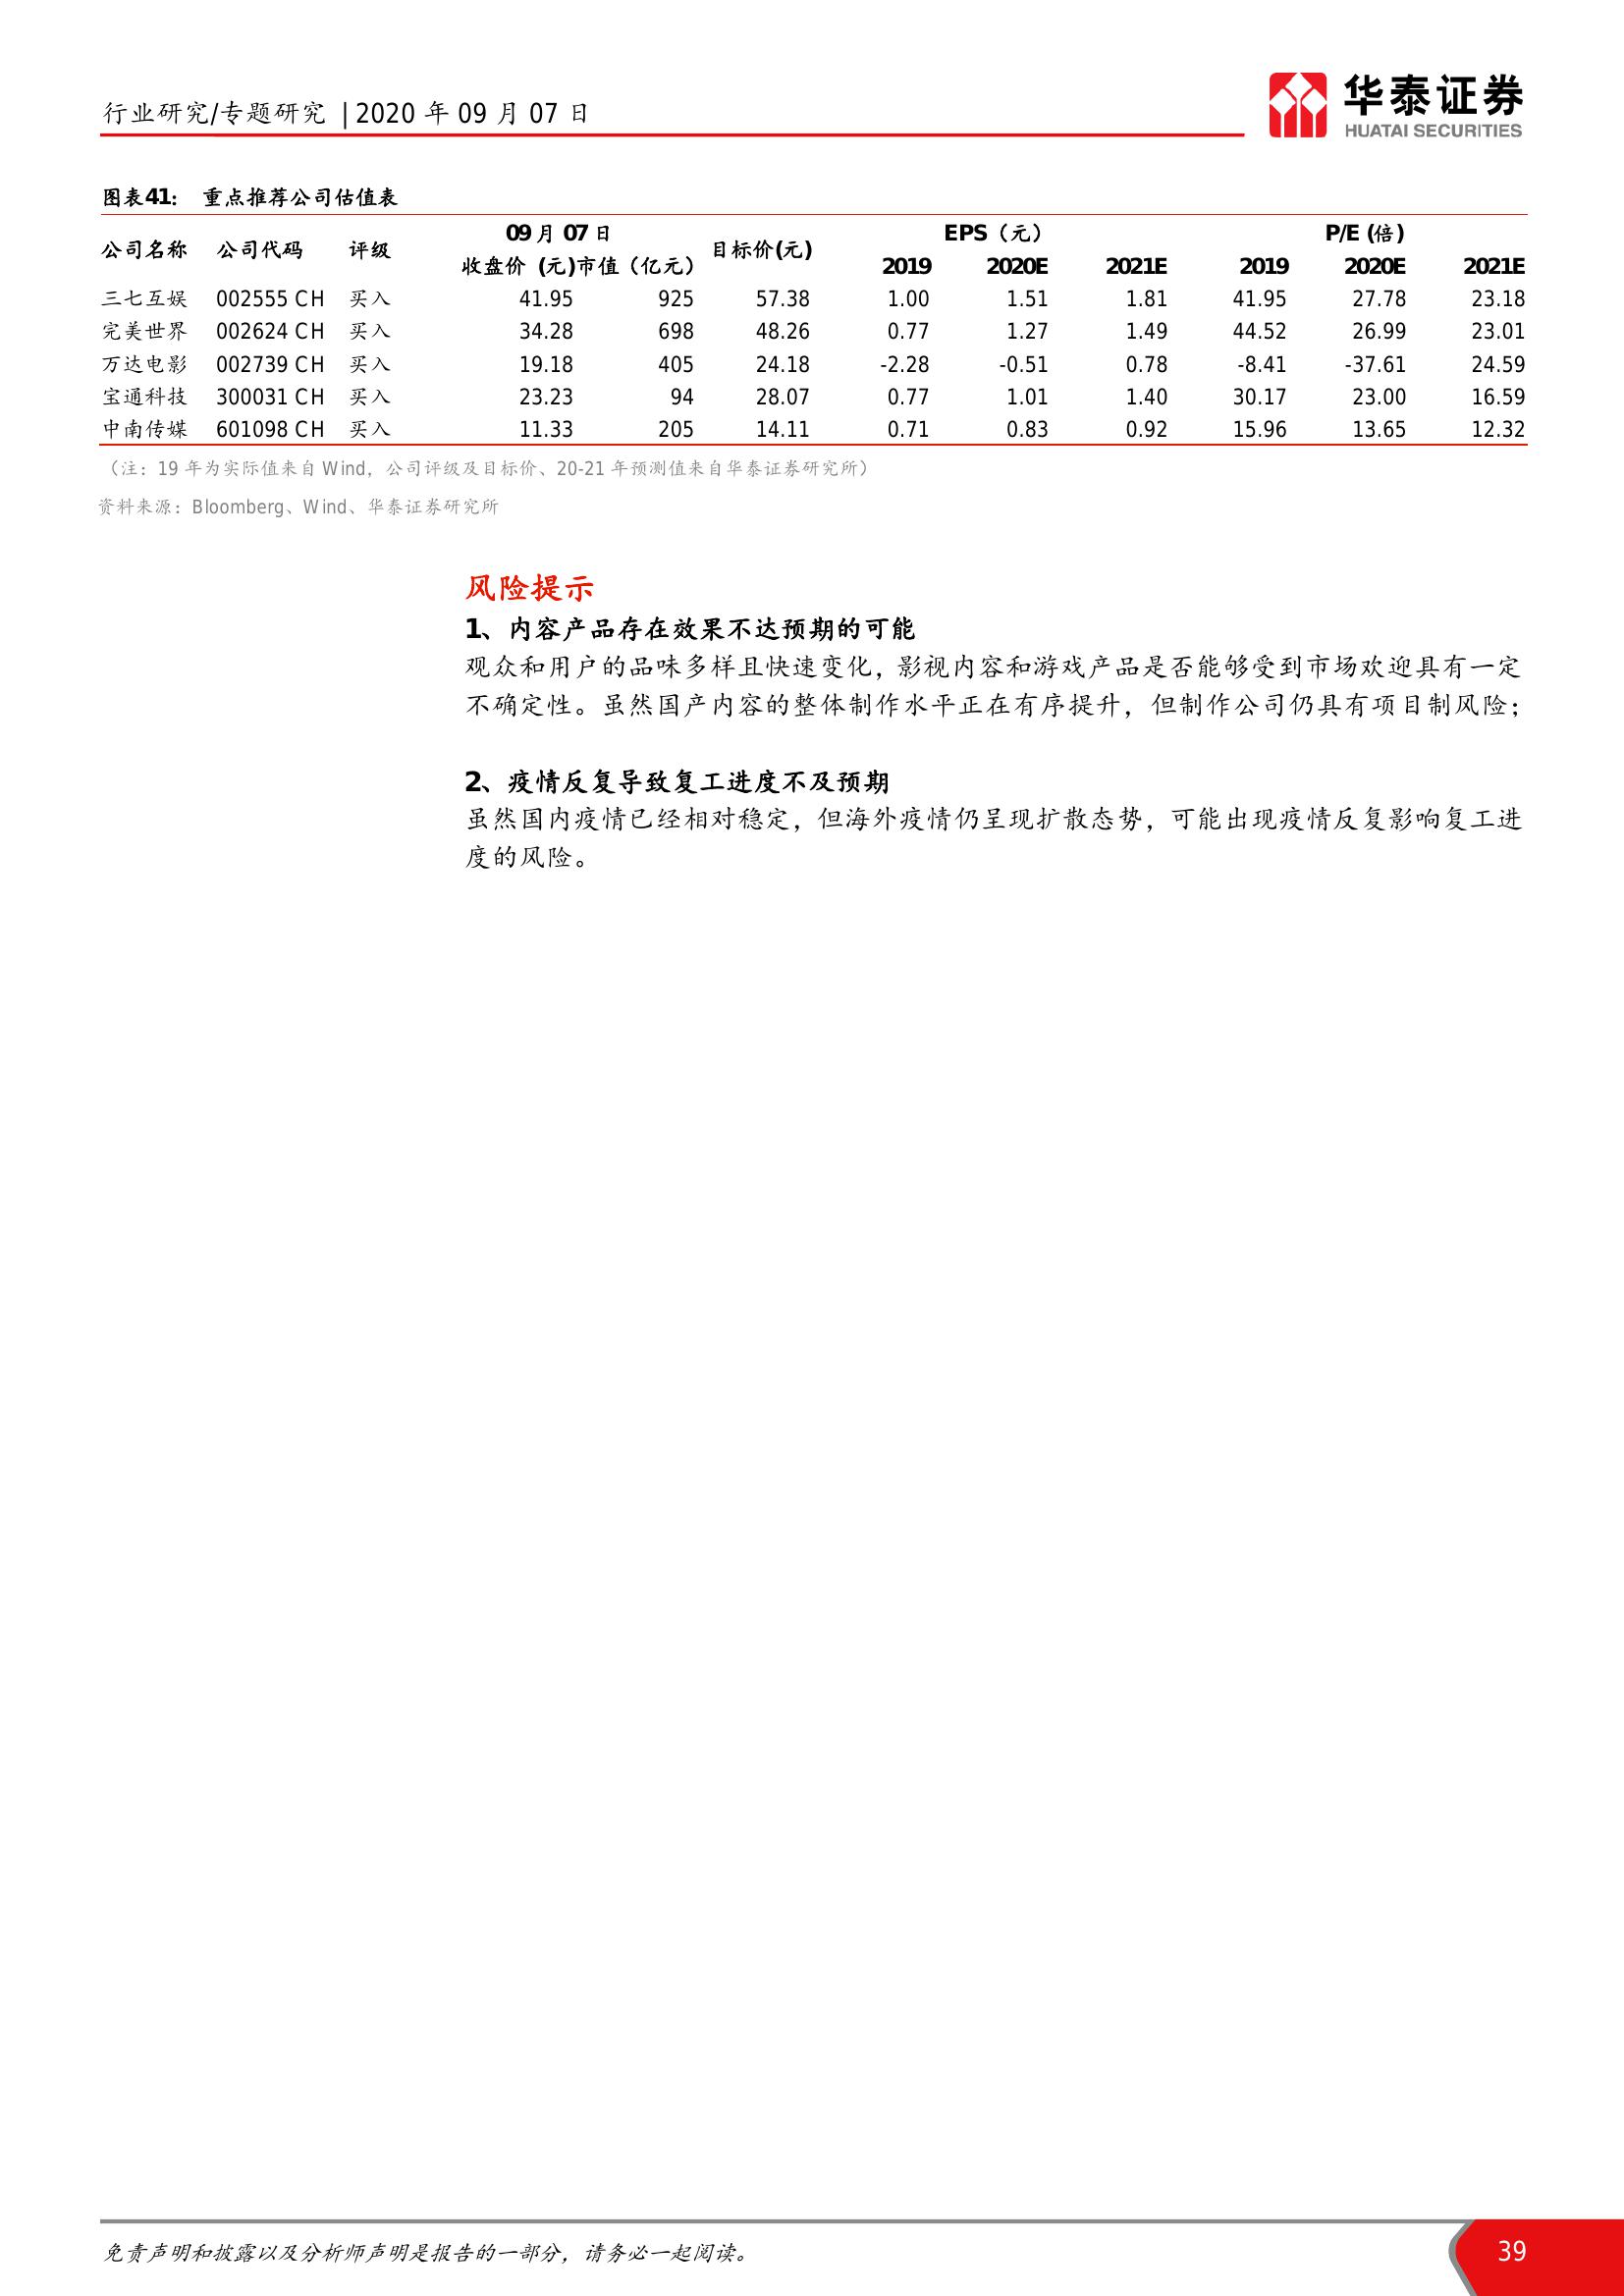 行业研究/专题研究 | 2020 年 09 月 07 日
华泰证券
HUATAI SECURITIES
图表41： 重点推荐公司估值表
09 月 07 日 EPS（元） P/E (倍)
公司名称 公司代码 评级 目标价(元)
收盘价 (元) 市值（亿元） 2019 2020E 2021E 2019 2020E 2021E
三七互娱 002555 CH 买入 41.95 925 57.38 1.00 1.51 1.81 41.95 27.78 23.18
完美世界 002624 CH 买入 34.28 698 48.26 0.77 1.27 1.49 44.52 26.99 23.01
万达电影 002739 CH 买入 19.18 405 24.18 -2.28 -0.51 0.78 -8.41 -37.61 24.59
宝通科技 300031 CH 买入 23.23 94 28.07 0.77 1.01 1.40 30.17 23.00 16.59
中南传媒 601098 CH 买入 11.33 205 14.11 0.71 0.83 0.92 15.96 13.65 12.32
（注：19 年为实际值来自 Wind，公司评级及目标价、20-21 年预测值来自华泰证券研究所）
资料来源：Bloomberg、Wind、华泰证券研究所
风险提示
1、内容产品存在效果不达预期的可能
观众和用户的品味多样且快速变化，影视内容和游戏产品是否能够受到市场欢迎具有一定
不确定性。虽然国产内容的整体制作水平正在有序提升，但制作公司仍具有项目制风险；
2、疫情反复导致复工进度不及预期
虽然国内疫情已经相对稳定，但海外疫情仍呈现扩散态势，可能出现疫情反复影响复工进
度的风险。
免责声明和披露以及分析师声明是报告的一部分，请务必一起阅读。
39